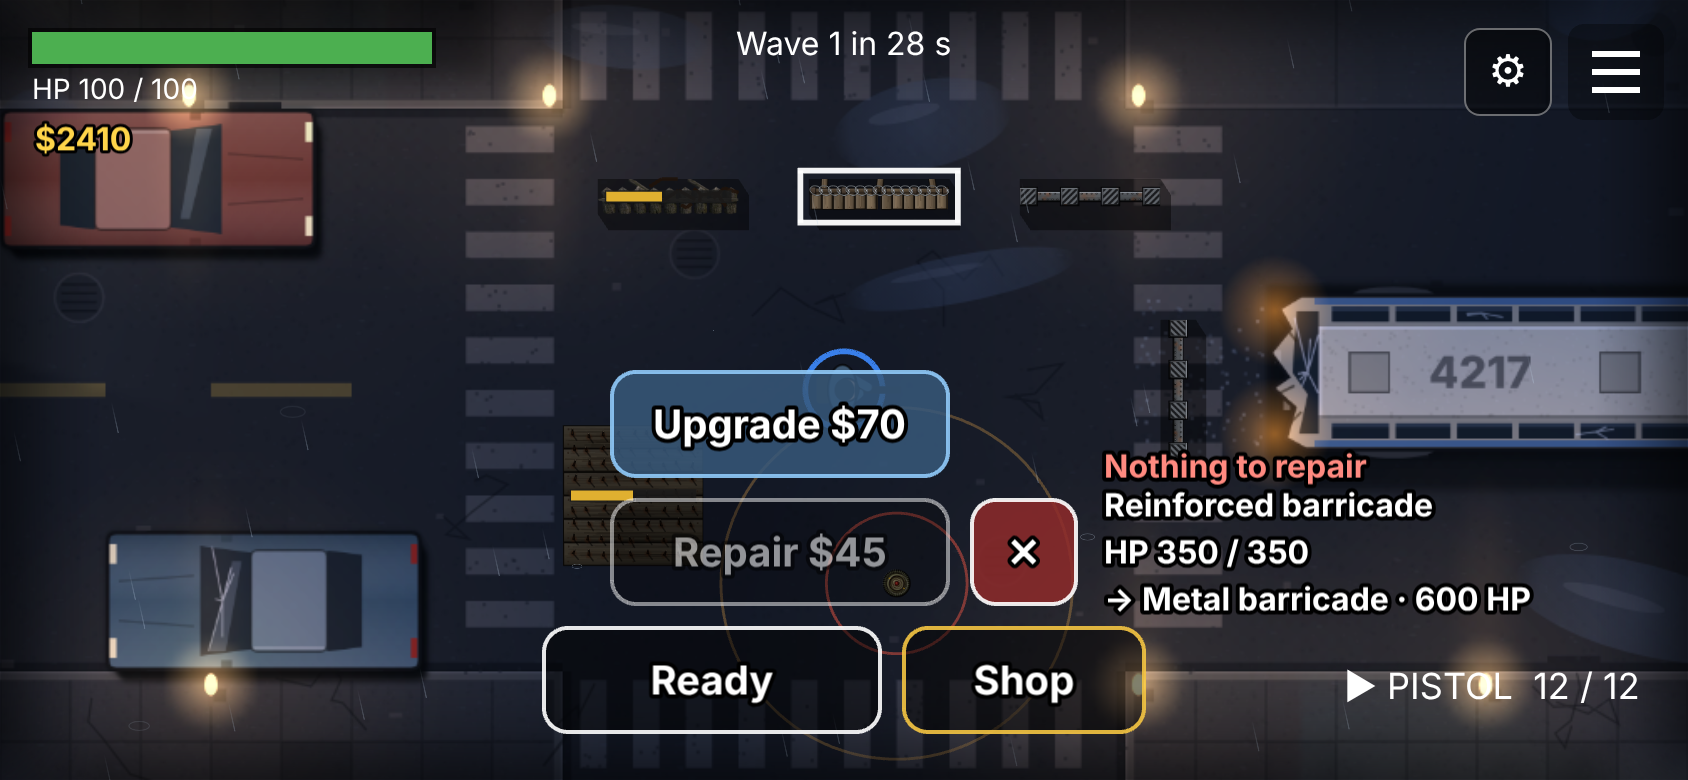 Wave 1 in 28 s
HP 100 / 100
$2410
4217
Upgrade $70
Nothing to repair
Reinforced barricade
Repair $45
HP 350 / 350
→ Metal barricade · 600 HP
Ready
Shop
PISTOL 12 / 12